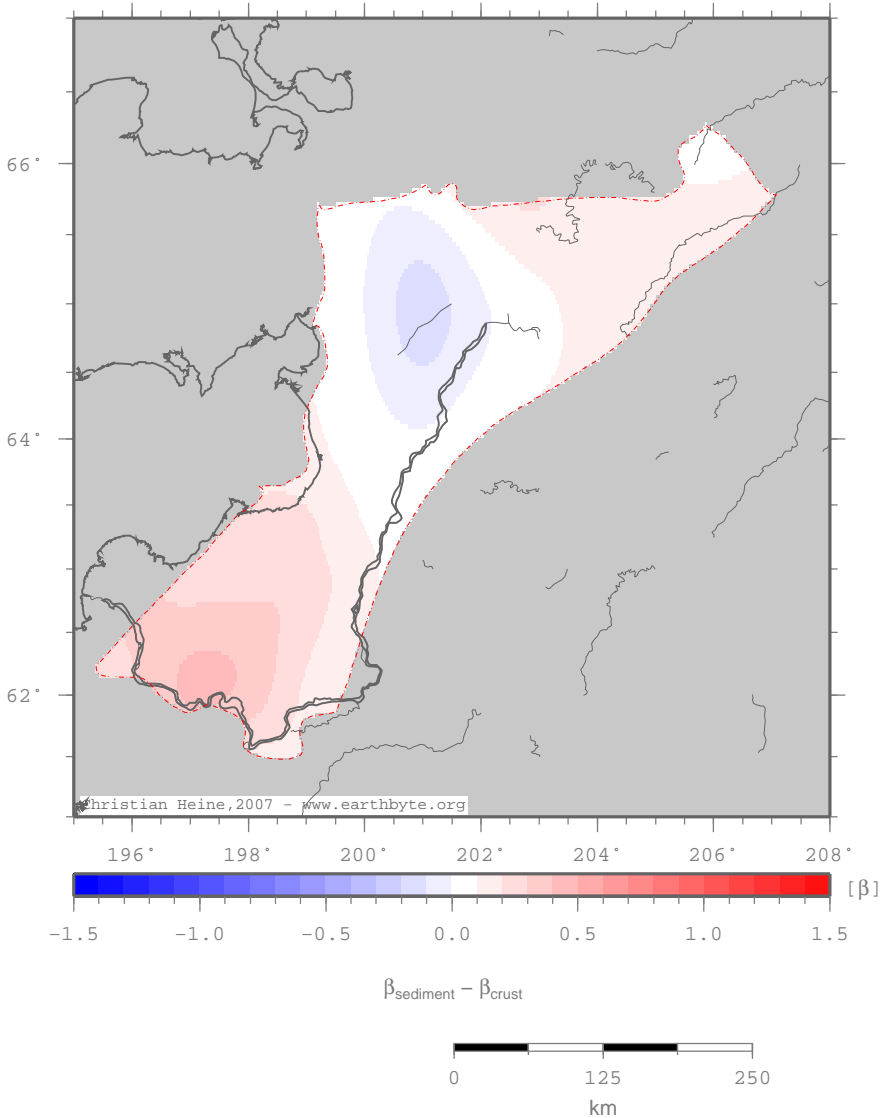 66°
64°
62°
Christian Heine,2007 - www.earthbyte.org
196° 198° 200° 202° 204° 206° 208°
[β]
-1.5 -1.0 -0.5 0.0 0.5 1.0 1.5
βsediment – βcrust
0 125 250
km